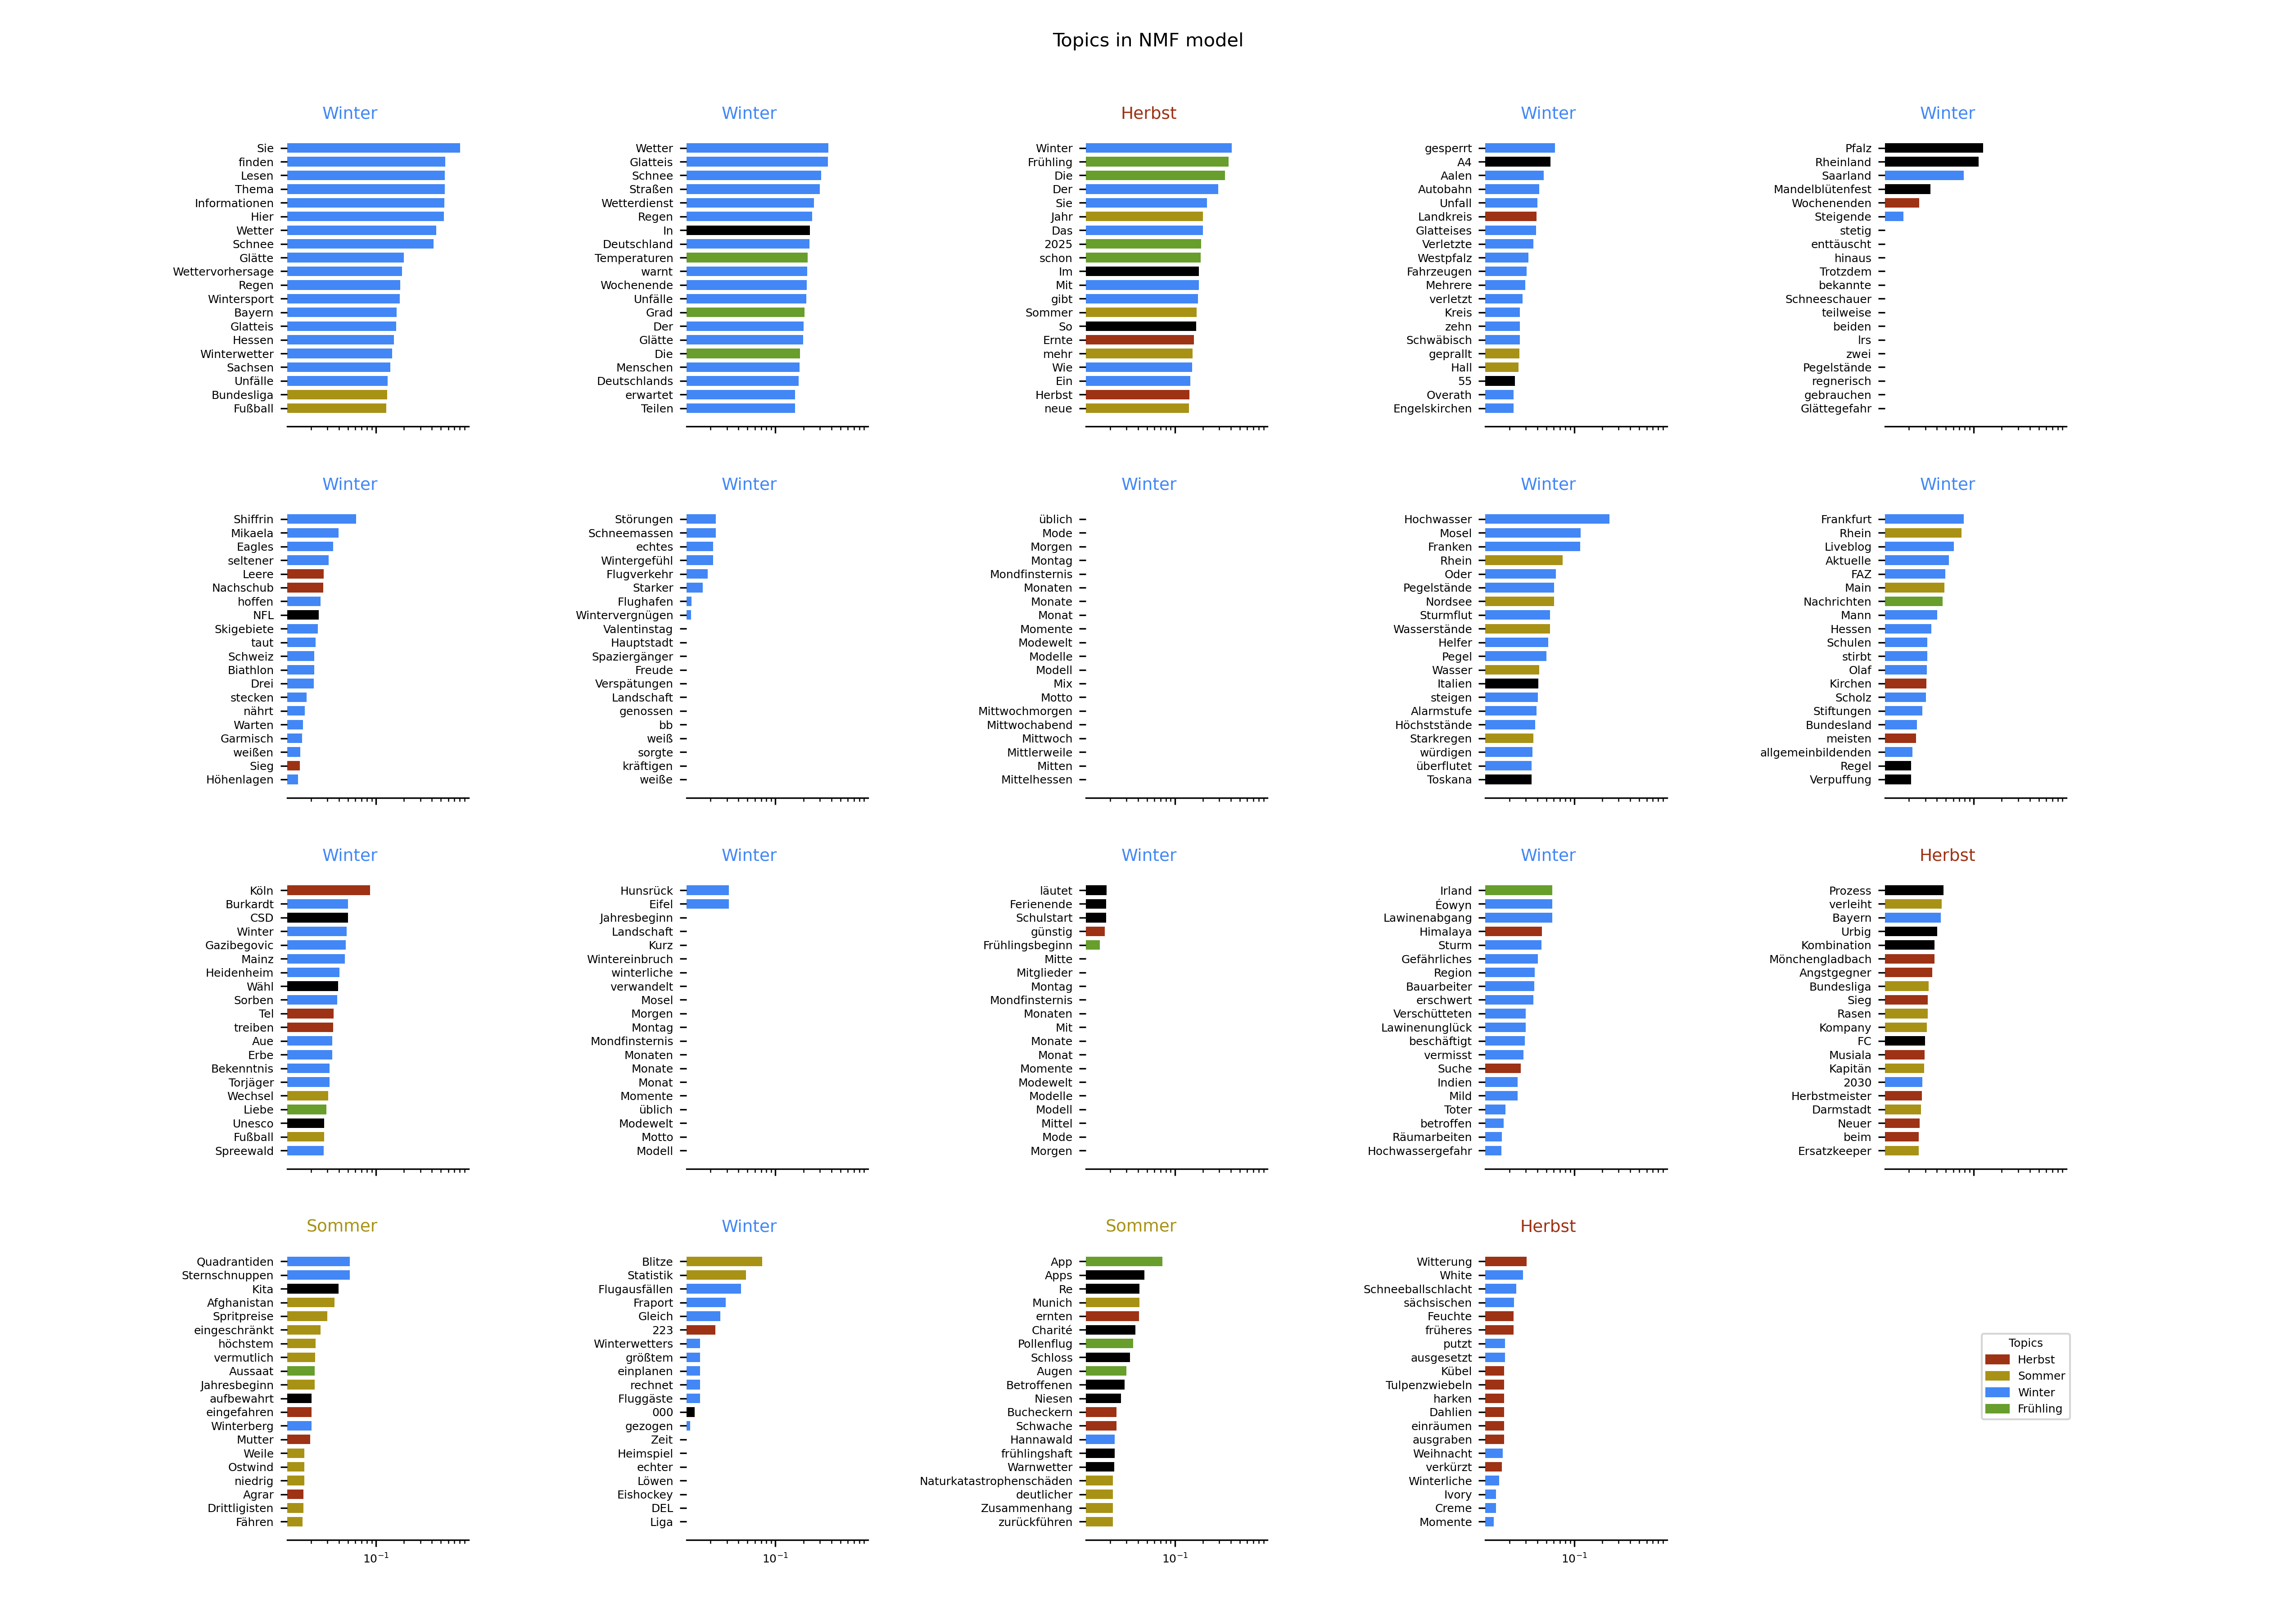 Topics in NMF model
Winter
Sie
finden
Lesen
Thema
Informationen
Hier
Wetter
Schnee
Glätte
Wettervorhersage
Regen
Wintersport
Bayern
Glatteis
Hessen
Winterwetter
Sachsen
Unfälle
Bundesliga
Fußball
Winter
Wetter
Glatteis
Schnee
Straßen
Wetterdienst
Regen
In
Deutschland
Temperaturen
warnt
Wochenende
Unfälle
Grad
Der
Glätte
Die
Menschen
Deutschlands
erwartet
Teilen
Herbst
Winter
Frühling
Die
Der
Sie
Jahr
Das
2025
schon
Im
Mit
gibt
Sommer
So
Ernte
mehr
Wie
Ein
Herbst
neue
Winter
gesperrt
A4
Aalen
Autobahn
Unfall
Landkreis
Glatteises
Verletzte
Westpfalz
Fahrzeugen
Mehrere
verletzt
Kreis
zehn
Schwäbisch
geprallt
Hall
55
Overath
Engelskirchen
Winter
Pfalz
Rheinland
Saarland
Mandelblütenfest
Wochenenden
Steigende
stetig
enttäuscht
hinaus
Trotzdem
bekannte
Schneeschauer
teilweise
beiden
lrs
zwei
Pegelstände
regnerisch
gebrauchen
Glättegefahr
Winter
Shiffrin
Mikaela
Eagles
seltener
Leere
Nachschub
hoffen
NFL
Skigebiete
taut
Schweiz
Biathlon
Drei
stecken
nährt
Warten
Garmisch
weißen
Sieg
Höhenlagen
Winter
Störungen
Schneemassen
echtes
Wintergefühl
Flugverkehr
Starker
Flughafen
Wintervergnügen
Valentinstag
Hauptstadt
Spaziergänger
Freude
Verspätungen
Landschaft
genossen
bb
weiß
sorgte
kräftigen
weiße
Winter
üblich
Mode
Morgen
Montag
Mondfinsternis
Monaten
Monate
Monat
Momente
Modewelt
Modelle
Modell
Mix
Motto
Mittwochmorgen
Mittwochabend
Mittwoch
Mittlerweile
Mitten
Mittelhessen
Winter
Hochwasser
Mosel
Franken
Rhein
Oder
Pegelstände
Nordsee
Sturmflut
Wasserstände
Helfer
Pegel
Wasser
Italien
steigen
Alarmstufe
Höchststände
Starkregen
würdigen
überflutet
Toskana
Winter
Frankfurt
Rhein
Liveblog
Aktuelle
FAZ
Main
Nachrichten
Mann
Hessen
Schulen
stirbt
Olaf
Kirchen
Scholz
Stiftungen
Bundesland
meisten
allgemeinbildenden
Regel
Verpuffung
Winter
Köln
Burkardt
CSD
Winter
Gazibegovic
Mainz
Heidenheim
Wähl
Sorben
Tel
treiben
Aue
Erbe
Bekenntnis
Torjäger
Wechsel
Liebe
Unesco
Fußball
Spreewald
Winter
Hunsrück
Eifel
Jahresbeginn
Landschaft
Kurz
Wintereinbruch
winterliche
verwandelt
Mosel
Morgen
Montag
Mondfinsternis
Monaten
Monate
Monat
Momente
üblich
Modewelt
Motto
Modell
Winter
läutet
Ferienende
Schulstart
günstig
Frühlingsbeginn
Mitte
Mitglieder
Montag
Mondfinsternis
Monaten
Mit
Monate
Monat
Momente
Modewelt
Modelle
Modell
Mittel
Mode
Morgen
Winter
Irland
Éowyn
Lawinenabgang
Himalaya
Sturm
Gefährliches
Region
Bauarbeiter
erschwert
Verschütteten
Lawinenunglück
beschäftigt
vermisst
Suche
Indien
Mild
Toter
betroffen
Räumarbeiten
Hochwassergefahr
Herbst
Prozess
verleiht
Bayern
Urbig
Kombination
Mönchengladbach
Angstgegner
Bundesliga
Sieg
Rasen
Kompany
FC
Musiala
Kapitän
2030
Herbstmeister
Darmstadt
Neuer
beim
Ersatzkeeper
Sommer
Quadrantiden
Sternschnuppen
Kita
Afghanistan
Spritpreise
eingeschränkt
höchstem
vermutlich
Aussaat
Jahresbeginn
aufbewahrt
eingefahren
Winterberg
Mutter
Weile
Ostwind
niedrig
Agrar
Drittligisten
Fähren
10⁻¹
Winter
Blitze
Statistik
Flugausfällen
Fraport
Gleich
223
Winterwetters
größtem
einplanen
rechnet
Fluggäste
000
gezogen
Zeit
Heimspiel
echter
Löwen
Eishockey
DEL
Liga
10⁻¹
Sommer
App
Apps
Re
Munich
ernten
Charité
Pollenflug
Schloss
Augen
Betroffenen
Niesen
Bucheckern
Schwache
Hannawald
frühlingshaft
Warnwetter
Naturkatastrophenschäden
deutlicher
Zusammenhang
zurückführen
10⁻¹
Herbst
Witterung
White
Schneeballschlacht
sächsischen
Feuchte
früheres
putzt
ausgesetzt
Kübel
Tulpenzwiebeln
harken
Dahlien
einräumen
ausgraben
Weihnacht
verkürzt
Winterliche
Ivory
Creme
Momente
10⁻¹
Topics
Herbst
Sommer
Winter
Frühling